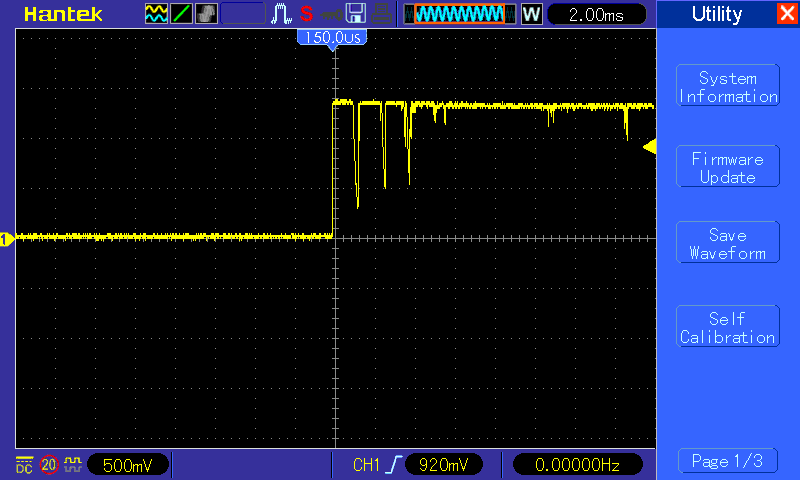 Hantek
S
W
2.00ms
Utility
150.0us
System
Information
Firmware
Update
Save
Waveform
Self
Calibration
Page 1/3
1
DC
20
500mV
CH1
920mV
0.00000Hz